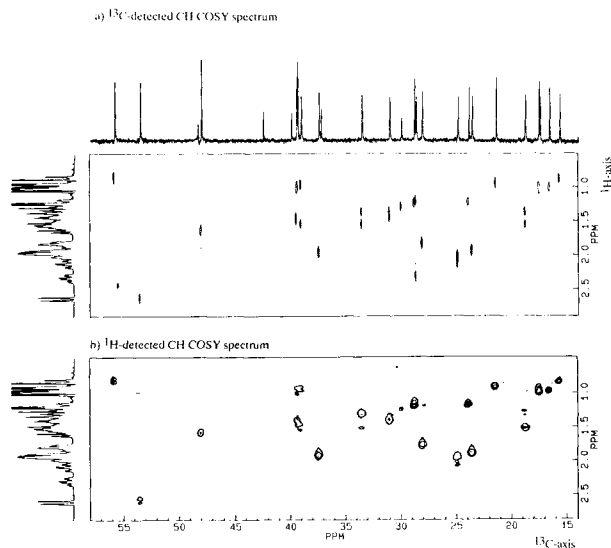 a) ¹³C-detected CH COSY spectrum
1.0
1.5
2.0
2.5
PPM
¹H-axis
b) ¹H-detected CH COSY spectrum
1.0
1.5
2.0
2.5
PPM
55 50 45 40 35 30 25 20 15
PPM
¹³C-axis